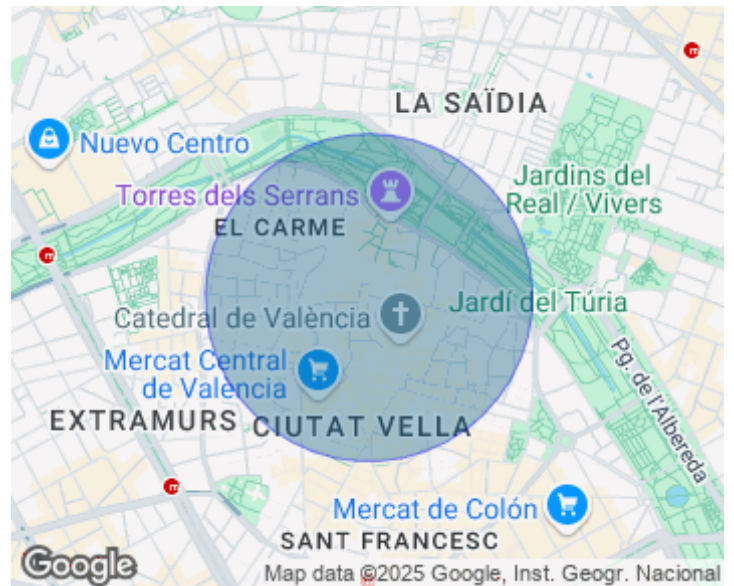 LA SAÏDIA
Nuevo Centro
Torres dels Serrans
EL CARME
Jardins del
Real / Vivers
Catedral de València
Jardí del Túria
Mercat Central
de València
Pg. de l'Albereda
EXTRAMURS
CIUTAT VELLA
Mercat de Colón
SANT FRANCESC
Google
Map data ©2025 Google, Inst. Geogr. Nacional